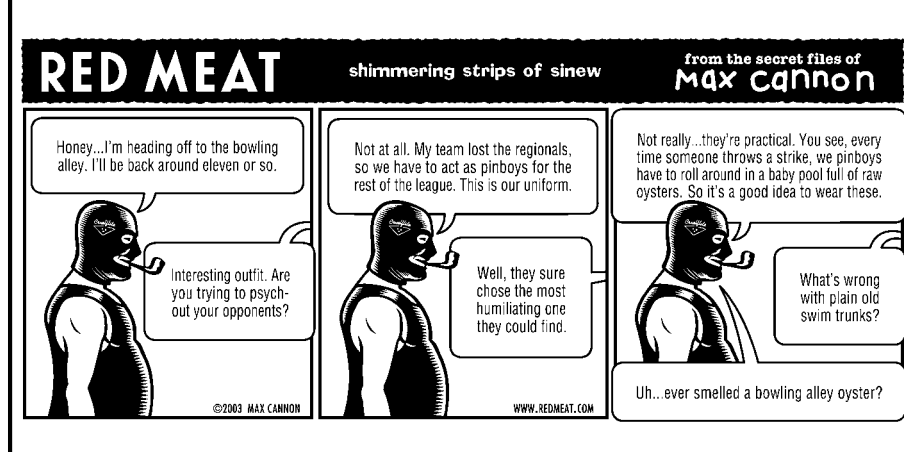 RED MEAT
shimmering strips of sinew
from the secret files of
Max Cannon
Honey...I'm heading off to the bowling
alley. I'll be back around eleven or so.
Interesting outfit. Are
you trying to psych-
out your opponents?
©2003 MAX CANNON
Not at all. My team lost the regionals,
so we have to act as pinboys for the
rest of the league. This is our uniform.
Well, they sure
chose the most
humiliating one
they could find.
WWW.REDMEAT.COM
Not really...they're practical. You see, every
time someone throws a strike, we pinboys
have to roll around in a baby pool full of raw
oysters. So it's a good idea to wear these.
What's wrong
with plain old
swim trunks?
Uh...ever smelled a bowling alley oyster?